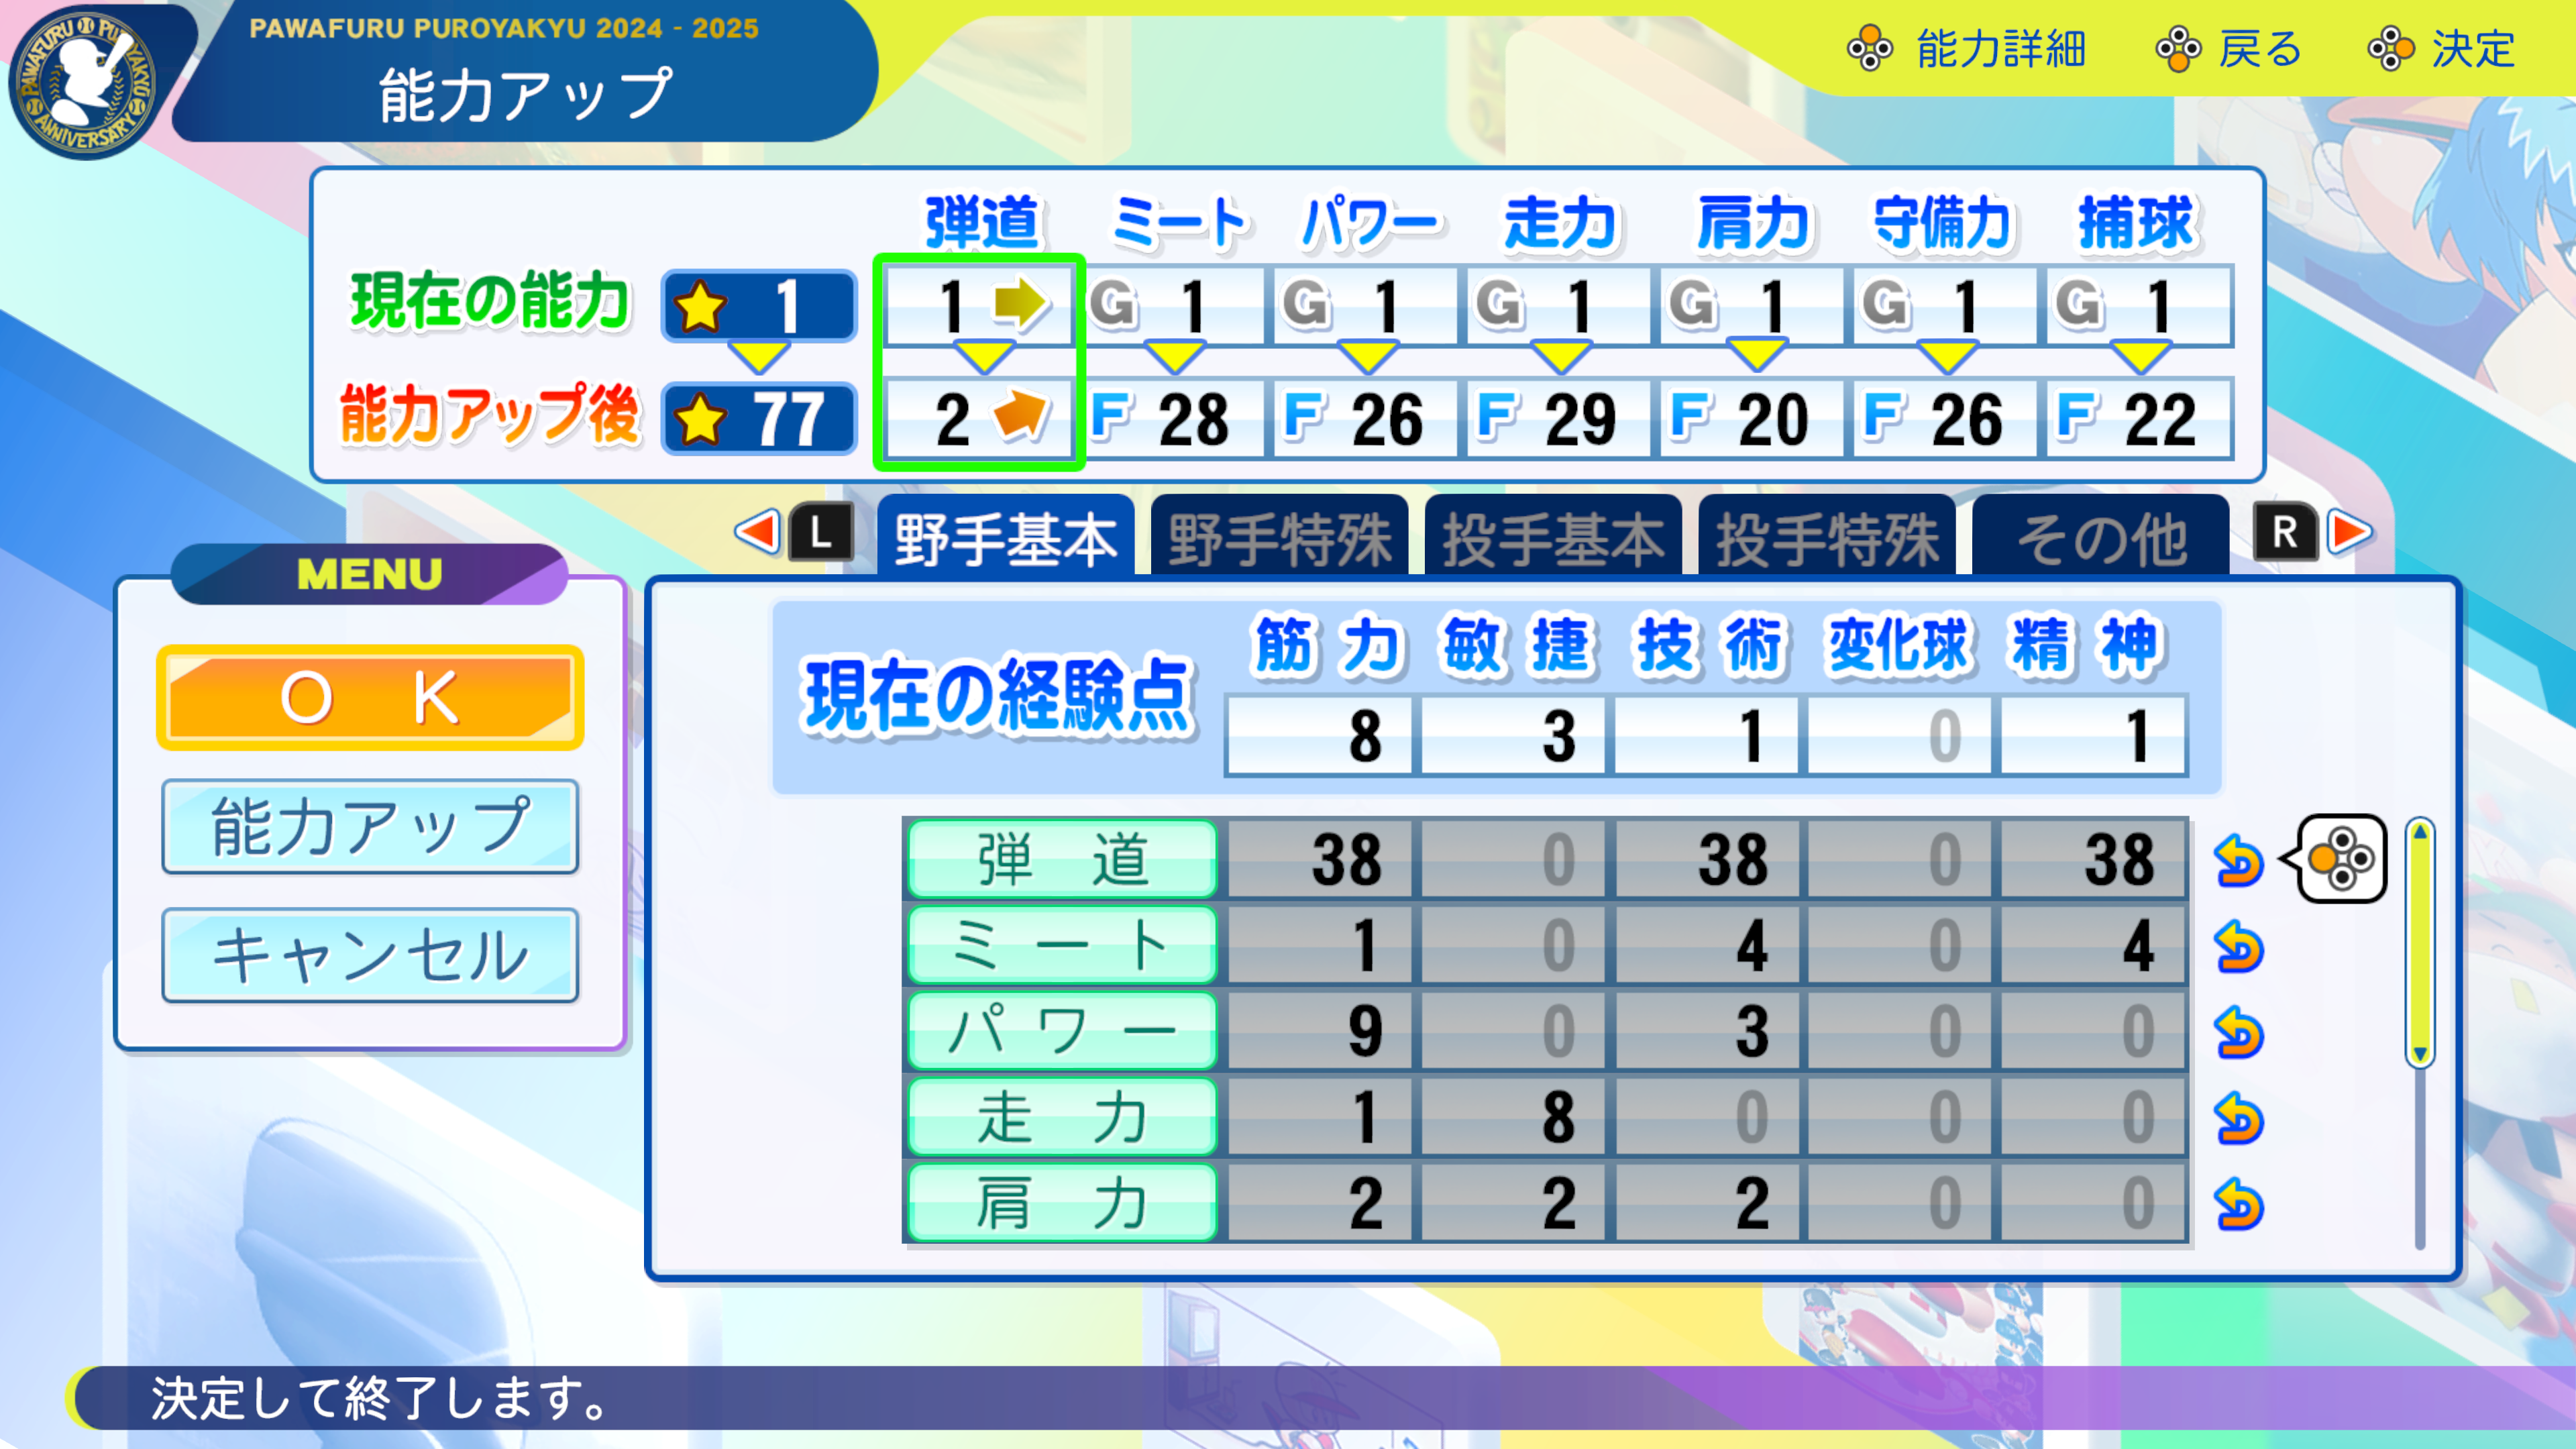 PAWAFURU PUROYAKYU 2024 - 2025
能力アップ
能力詳細 戻る 決定
PAWAFURU PUROYAKYU
ANNIVERSARY
弾道 ミート パワー 走力 肩力 守備力 捕球
現在の能力 1 1 G 1 G 1 G 1 G 1 G 1 G 1
能力アップ後 77 2 F 28 F 26 F 29 F 20 F 26 F 22
L 野手基本 野手特殊 投手基本 投手特殊 その他 R
MENU
OK
能力アップ
キャンセル
筋力 敏捷 技術 変化球 精神
現在の経験点 8 3 1 0 1
弾道 38 0 38 0 38
ミート 1 0 4 0 4
パワー 9 0 3 0 0
走力 1 8 0 0 0
肩力 2 2 2 0 0
決定して終了します。